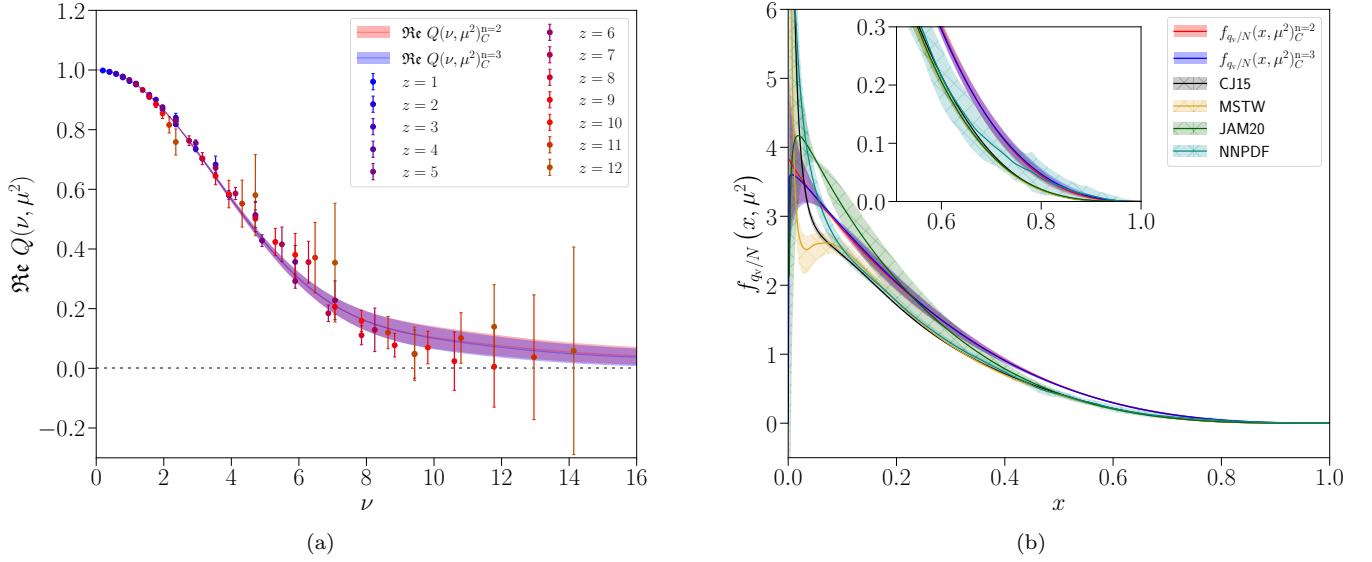 1.2
1.0
0.8
0.6
0.4
0.2
0.0
−0.2
0 2 4 6 8 10 12 14 16
ν
𝕽𝖊 Q(ν, μ²)
𝕽𝖊 Q(ν, μ²)_C^{n=2}
𝕽𝖊 Q(ν, μ²)_C^{n=3}
z = 1
z = 2
z = 3
z = 4
z = 5
z = 6
z = 7
z = 8
z = 9
z = 10
z = 11
z = 12
(a)
6
5
4
3
2
1
0
0.0 0.2 0.4 0.6 0.8 1.0
x
f_{q_v/N} (x, μ²)
0.3
0.2
0.1
0.0
0.6 0.8 1.0
f_{q_v/N}(x, μ²)_C^{n=2}
f_{q_v/N}(x, μ²)_C^{n=3}
CJ15
MSTW
JAM20
NNPDF
(b)